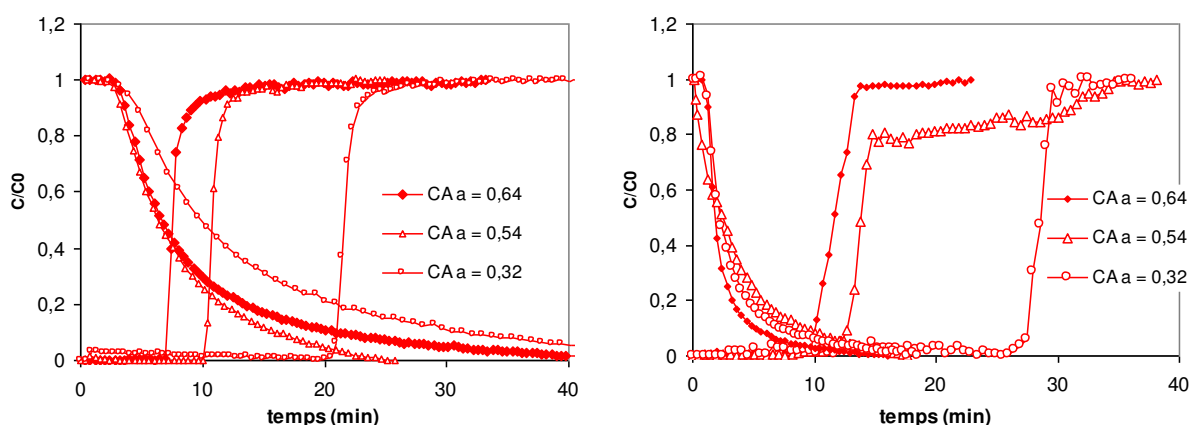 1,2
1
0,8
0,6
0,4
0,2
0
C/C0
0 10 20 30 40
temps (min)
CA a = 0,64
CA a = 0,54
CA a = 0,32
1,2
1
0,8
0,6
0,4
0,2
0
C/C0
0 10 20 30 40
temps (min)
CA a = 0,64
CA a = 0,54
CA a = 0,32